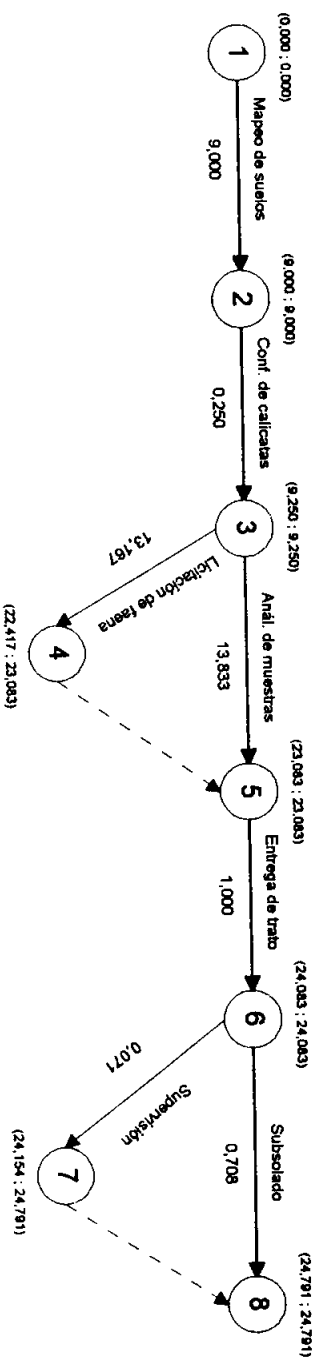 (0,000 ; 0,000)
1
Mapeo de suelos
9,000
(9,000 ; 9,000)
2
Conf. de calicatas
0,250
(9,250 ; 9,250)
3
Anál. de muestras
13,833
Licitación de faena
13,167
(22,417 ; 23,083)
4
(23,083 ; 23,083)
5
Entrega de trato
1,000
(24,083 ; 24,083)
6
Subsolado
0,708
Supervisión
0,071
(24,154 ; 24,791)
7
(24,791 ; 24,791)
8